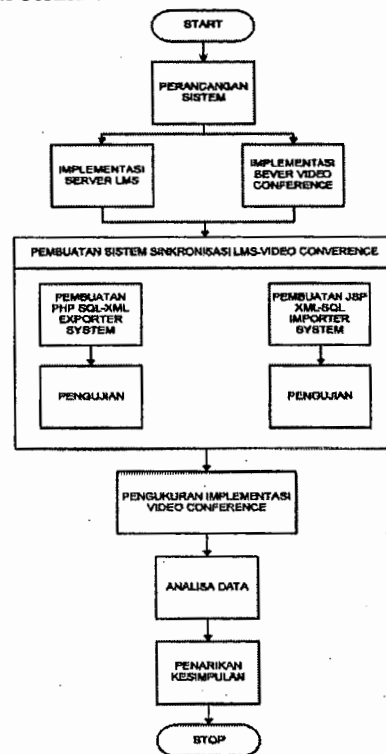 START
PERANCANGAN
SISTEM
IMPLEMENTASI
SERVER LMS
IMPLEMENTASI
SEVER VIDEO
CONFERENCE
PEMBUATAN SISTEM SINKRONISASI LMS-VIDEO CONVERENCE
PEMBUATAN
PHP SQL-XML
EXPORTER
SYSTEM
PENGUJIAN
PEMBUATAN JSP
XML-SQL
IMPORTER
SYSTEM
PENGUJIAN
PENGUKURAN IMPLEMENTASI
VIDEO CONFERENCE
ANALISA DATA
PENARIKAN
KESIMPULAN
STOP